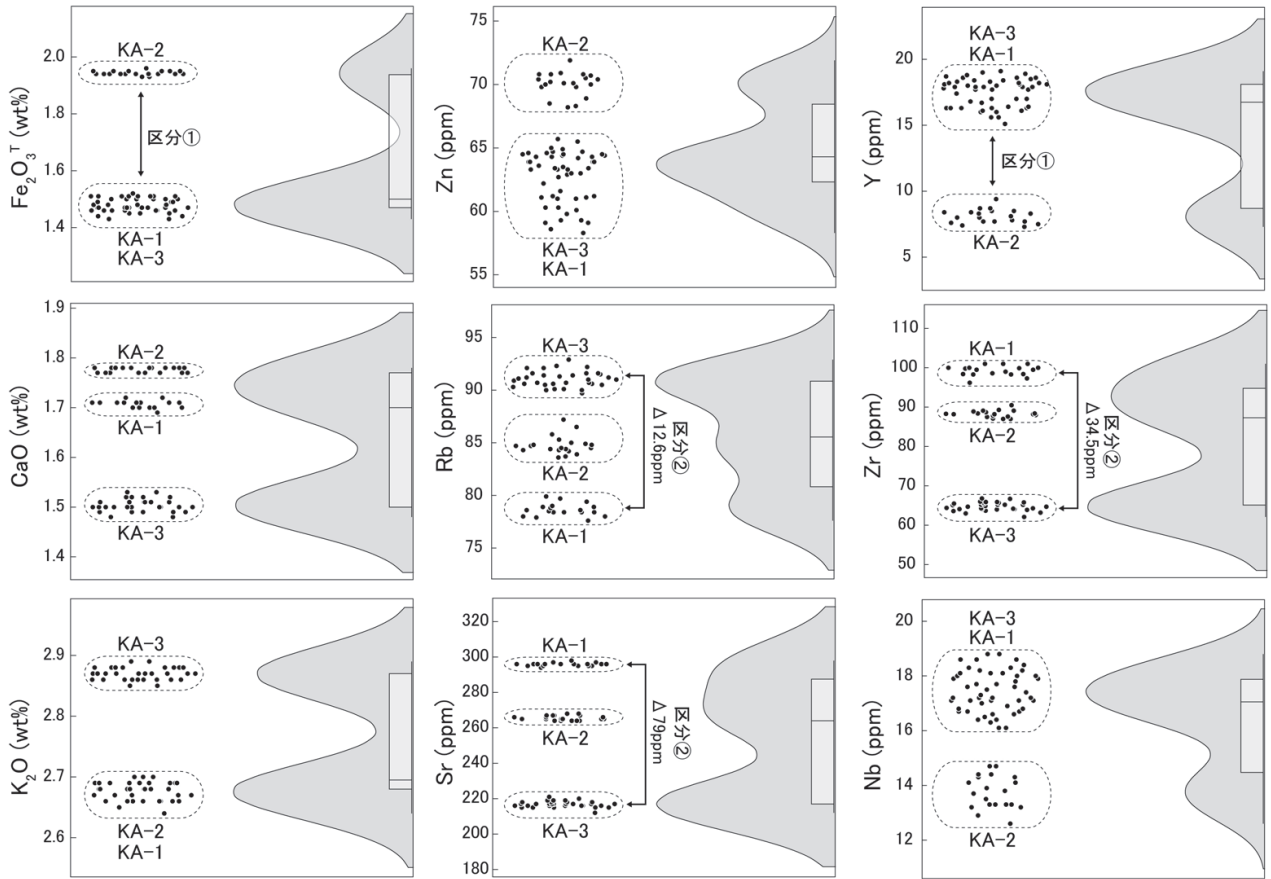 Fe₂O₃ᵀ (wt%)
2.0
1.8
1.6
1.4
KA-2
区分①
KA-1
KA-3
Zn (ppm)
75
70
65
60
55
KA-2
KA-3
KA-1
Y (ppm)
20
15
10
5
KA-3
KA-1
区分①
KA-2
CaO (wt%)
1.9
1.8
1.7
1.6
1.5
1.4
KA-2
KA-1
KA-3
Rb (ppm)
95
90
85
80
75
KA-3
KA-2
KA-1
区分②
Δ12.6ppm
Zr (ppm)
110
100
90
80
70
60
50
KA-1
KA-2
KA-3
区分②
Δ34.5ppm
K₂O (wt%)
2.9
2.8
2.7
2.6
KA-3
KA-2
KA-1
Sr (ppm)
320
300
280
260
240
220
200
180
KA-1
KA-2
KA-3
区分②
Δ79ppm
Nb (ppm)
20
18
16
14
12
KA-3
KA-1
KA-2